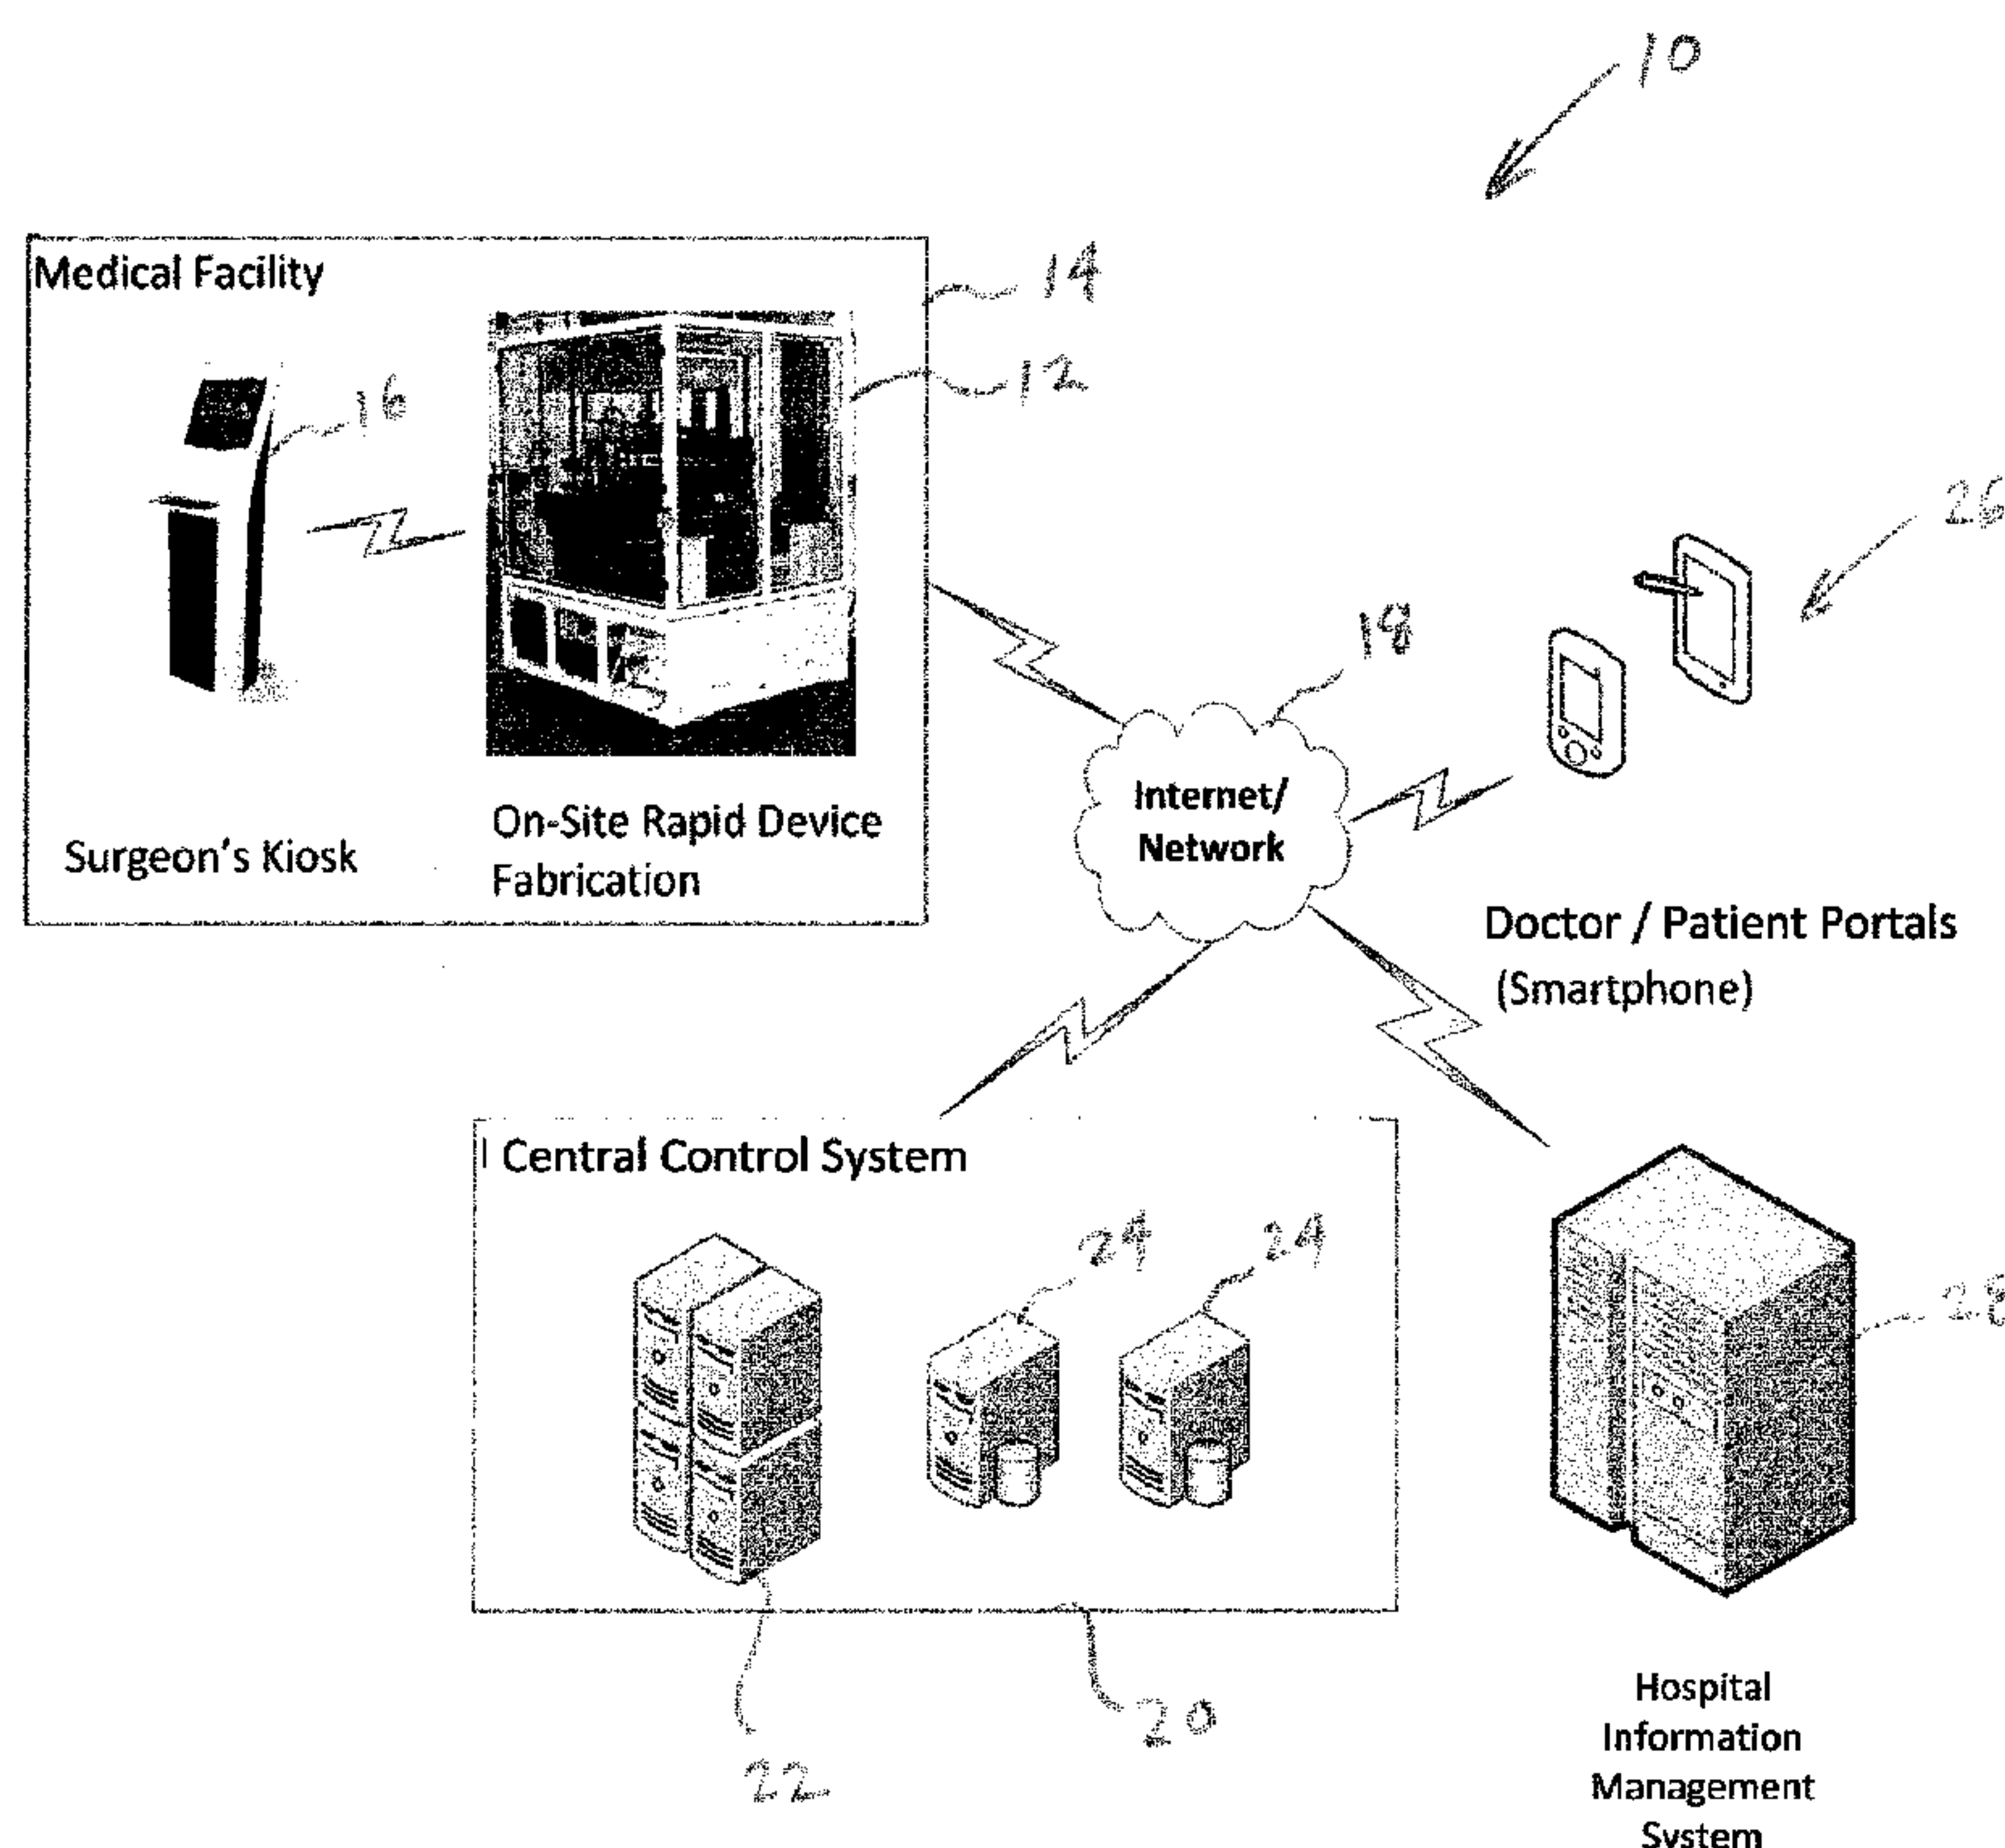 10
Medical Facility
14
12
16
26
18
Internet/
Network
Surgeon's Kiosk
On-Site Rapid Device
Fabrication
Doctor / Patient Portals
(Smartphone)
Central Control System
24
24
28
20
22
Hospital
Information
Management
System